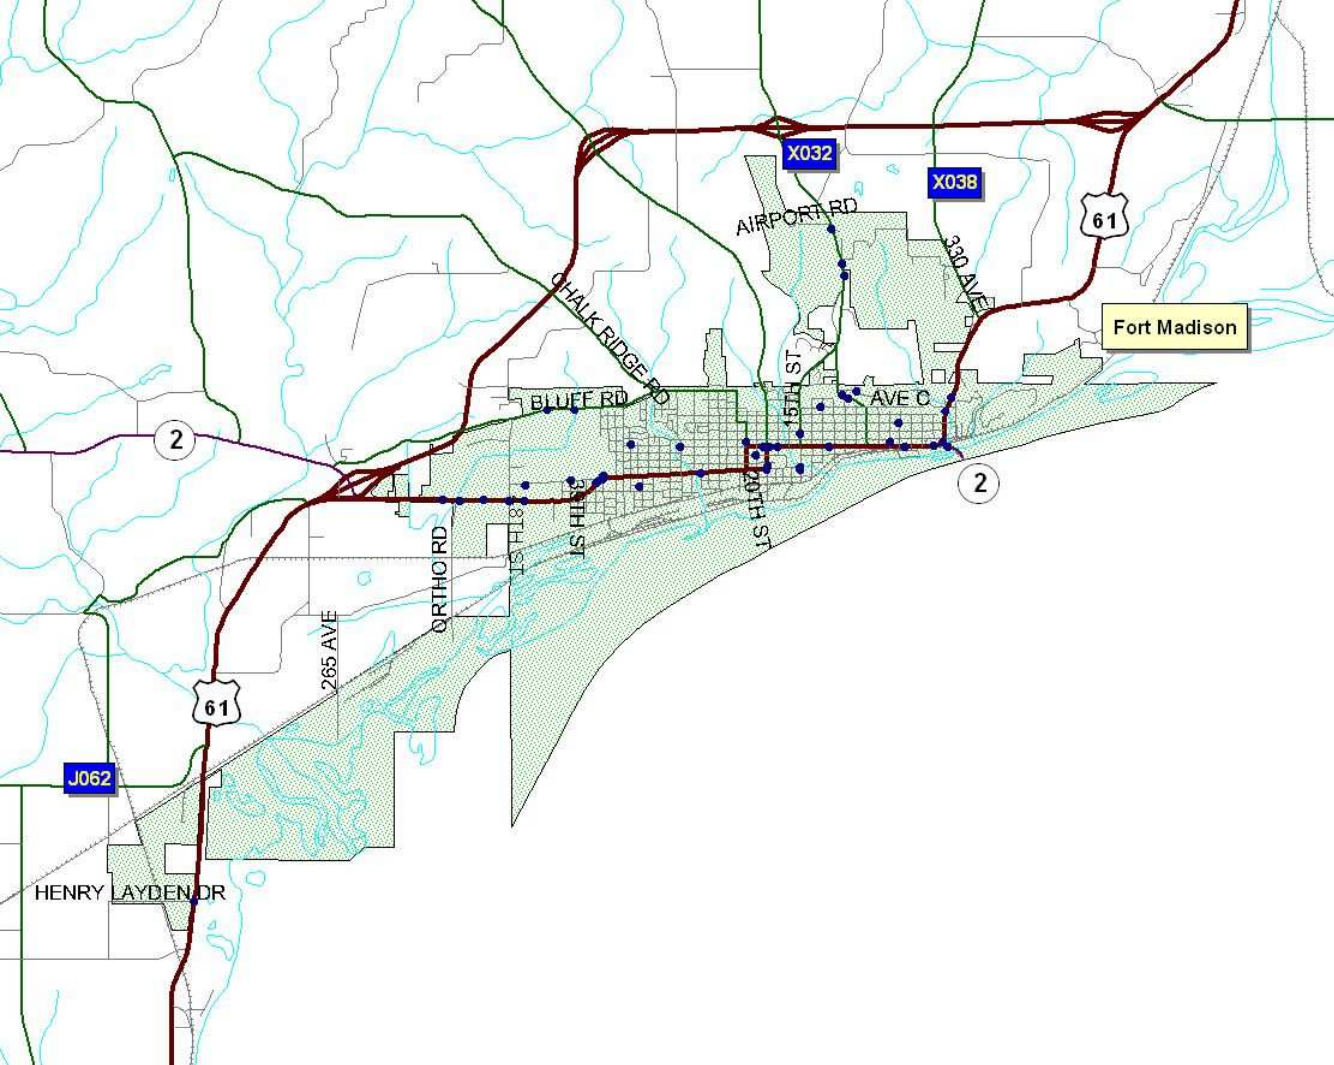 X032
X038
61
AIRPORT RD
330 AVE
CHALK RIDGE RD
Fort Madison
15TH ST
BLUFF RD
AVE C
2
2
20TH ST
35TH ST
48TH ST
ORTHO RD
265 AVE
61
J062
HENRY LAYDEN DR